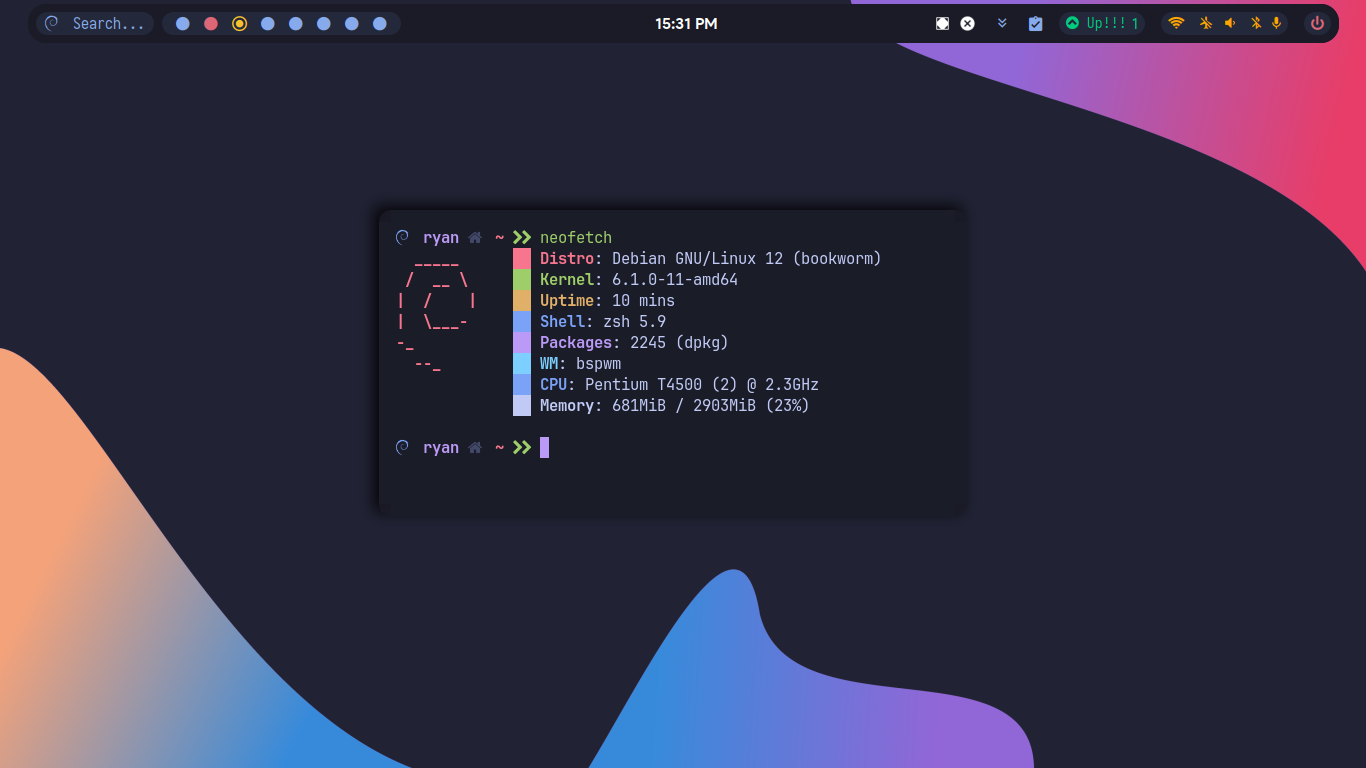 Search...
15:31 PM
Up!!! 1
ryan ~ neofetch
Distro: Debian GNU/Linux 12 (bookworm)
Kernel: 6.1.0-11-amd64
Uptime: 10 mins
Shell: zsh 5.9
Packages: 2245 (dpkg)
WM: bspwm
CPU: Pentium T4500 (2) @ 2.3GHz
Memory: 681MiB / 2903MiB (23%)
ryan ~